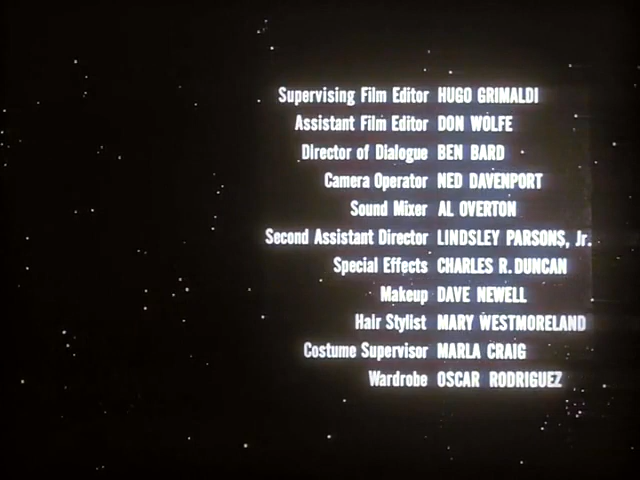 Supervising Film Editor HUGO GRIMALDI
Assistant Film Editor DON WOLFE
Director of Dialogue BEN BARD
Camera Operator NED DAVENPORT
Sound Mixer AL OVERTON
Second Assistant Director LINDSLEY PARSONS, Jr.
Special Effects CHARLES R. DUNCAN
Makeup DAVE NEWELL
Hair Stylist MARY WESTMORELAND
Costume Supervisor MARLA CRAIG
Wardrobe OSCAR RODRIGUEZ